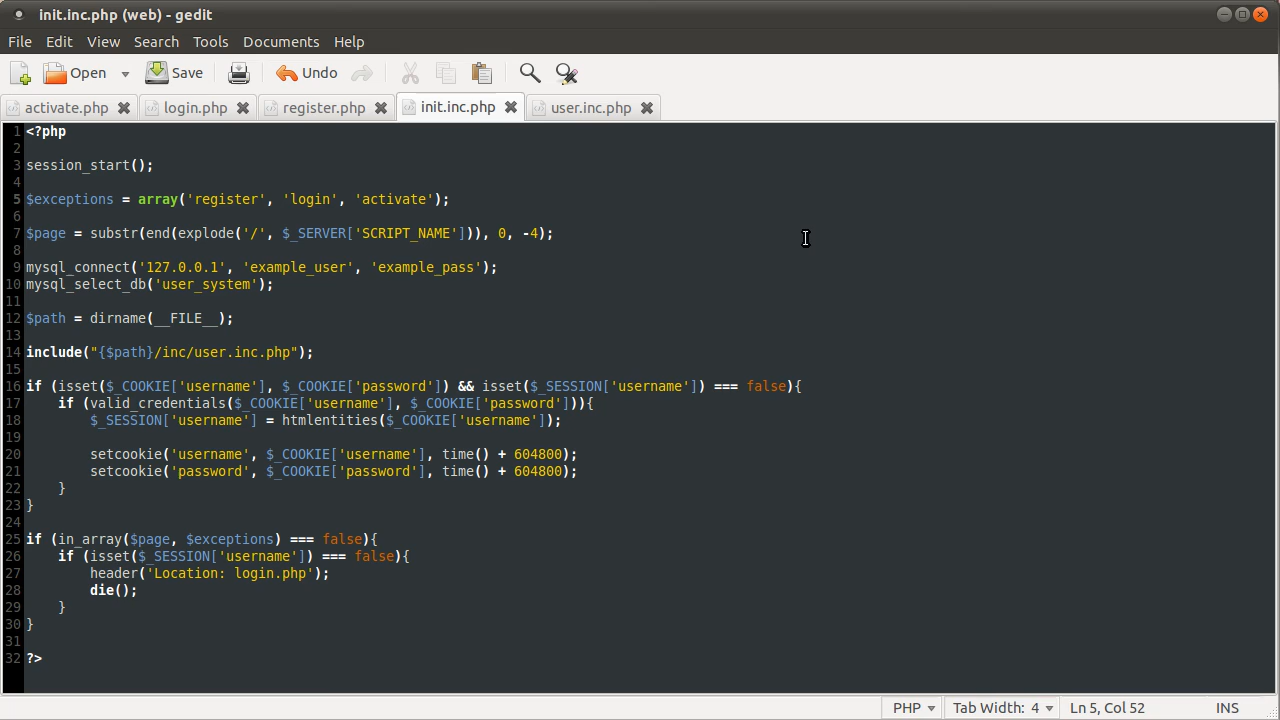 init.inc.php (web) - gedit
File Edit View Search Tools Documents Help
Open Save Undo
activate.php login.php register.php init.inc.php user.inc.php
1 <?php
2
3 session_start();
4
5 $exceptions = array('register', 'login', 'activate');
6
7 $page = substr(end(explode('/', $_SERVER['SCRIPT_NAME'])), 0, -4);
8
9 mysql_connect('127.0.0.1', 'example_user', 'example_pass');
10 mysql_select_db('user_system');
11
12 $path = dirname(__FILE__);
13
14 include("{$path}/inc/user.inc.php");
15
16 if (isset($_COOKIE['username'], $_COOKIE['password']) && isset($_SESSION['username']) === false){
17     if (valid_credentials($_COOKIE['username'], $_COOKIE['password'])){
18         $_SESSION['username'] = htmlentities($_COOKIE['username']);
19
20         setcookie('username', $_COOKIE['username'], time() + 604800);
21         setcookie('password', $_COOKIE['password'], time() + 604800);
22     }
23 }
24
25 if (in_array($page, $exceptions) === false){
26     if (isset($_SESSION['username']) === false){
27         header('Location: login.php');
28         die();
29     }
30 }
31
32 ?>
PHP Tab Width: 4 Ln 5, Col 52 INS